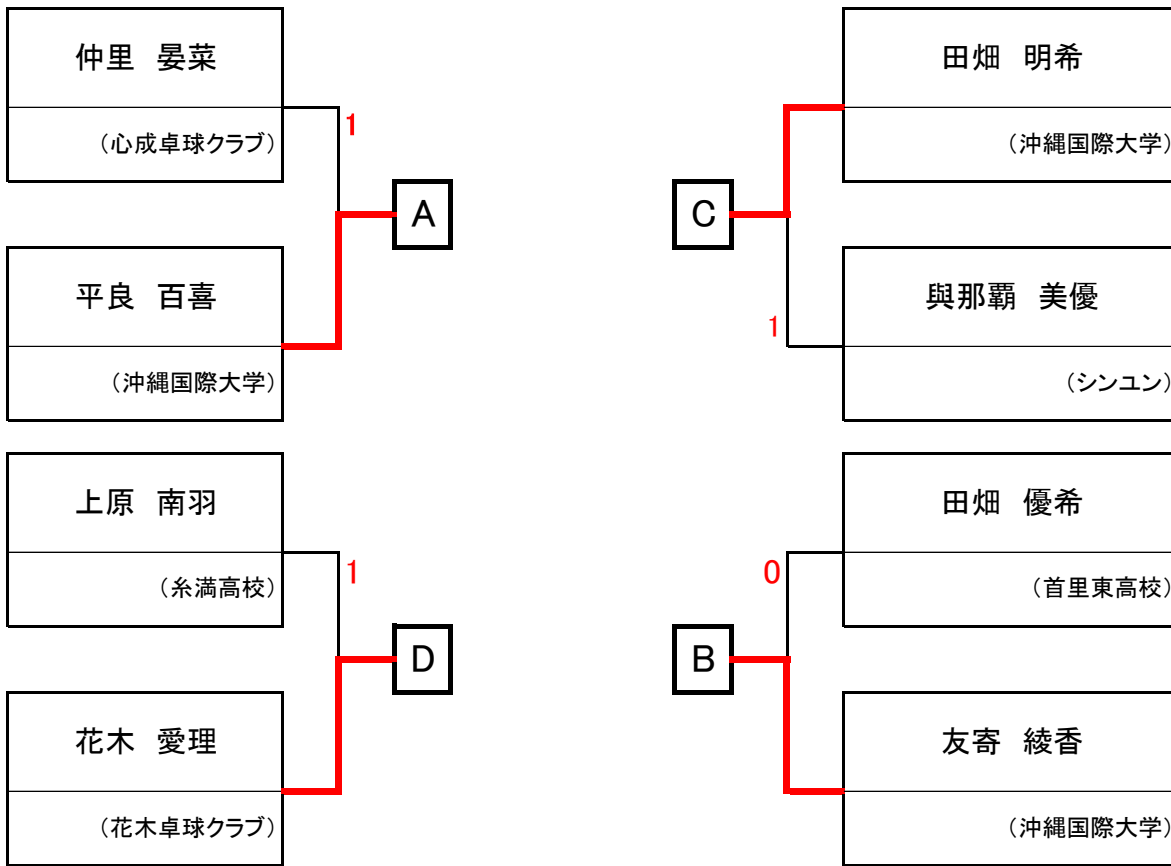 仲里　晏菜
（心成卓球クラブ）
1
A
平良　百喜
（沖縄国際大学）
上原　南羽
（糸満高校）
1
D
花木　愛理
（花木卓球クラブ）
田畑　明希
（沖縄国際大学）
C
1
與那覇　美優
（シンユン）
田畑　優希
（首里東高校）
0
B
友寄　綾香
（沖縄国際大学）